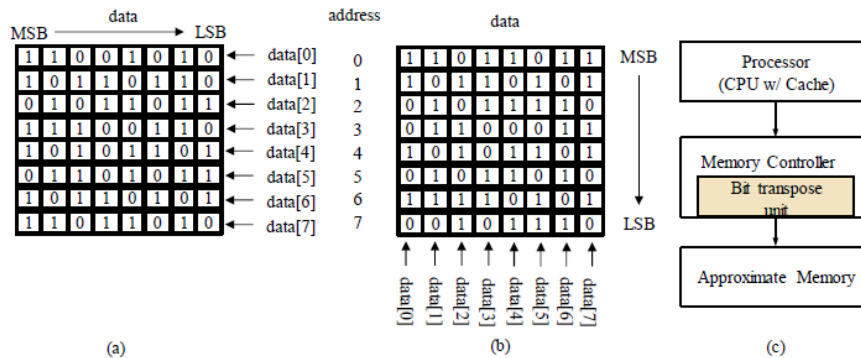 data
MSB LSB
1 1 0 0 1 0 1 0 data[0]
1 0 1 1 0 1 1 0 data[1]
0 1 0 1 1 0 1 1 data[2]
1 1 1 0 0 1 1 0 data[3]
1 0 1 0 1 1 0 1 data[4]
0 1 1 0 1 0 1 1 data[5]
1 0 1 1 0 1 0 1 data[6]
1 1 0 1 1 0 1 0 data[7]
(a)
address data
0 1 1 0 1 1 0 1 1 MSB
1 1 0 1 1 0 1 0 1
2 0 1 0 1 1 1 1 0
3 0 1 1 0 0 0 1 1
4 1 0 1 0 1 1 0 1
5 0 1 0 1 1 0 1 0
6 1 1 1 1 0 1 0 1
7 0 0 1 0 1 1 1 0 LSB
data[0] data[1] data[2] data[3] data[4] data[5] data[6] data[7]
(b)
Processor
(CPU w/ Cache)
Memory Controller
Bit transpose
unit
Approximate Memory
(c)